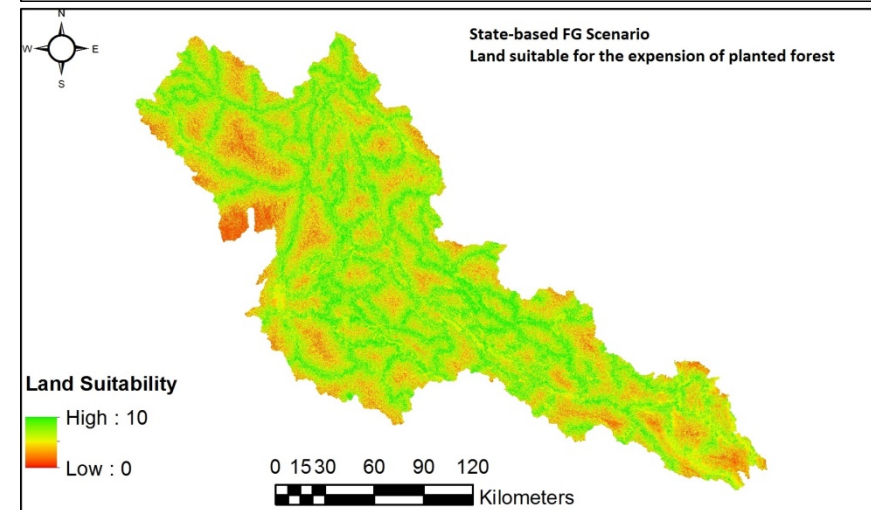 N
W E
S
State-based FG Scenario
Land suitable for the expension of planted forest
Land Suitability
High : 10
Low : 0
0 15 30 60 90 120
Kilometers